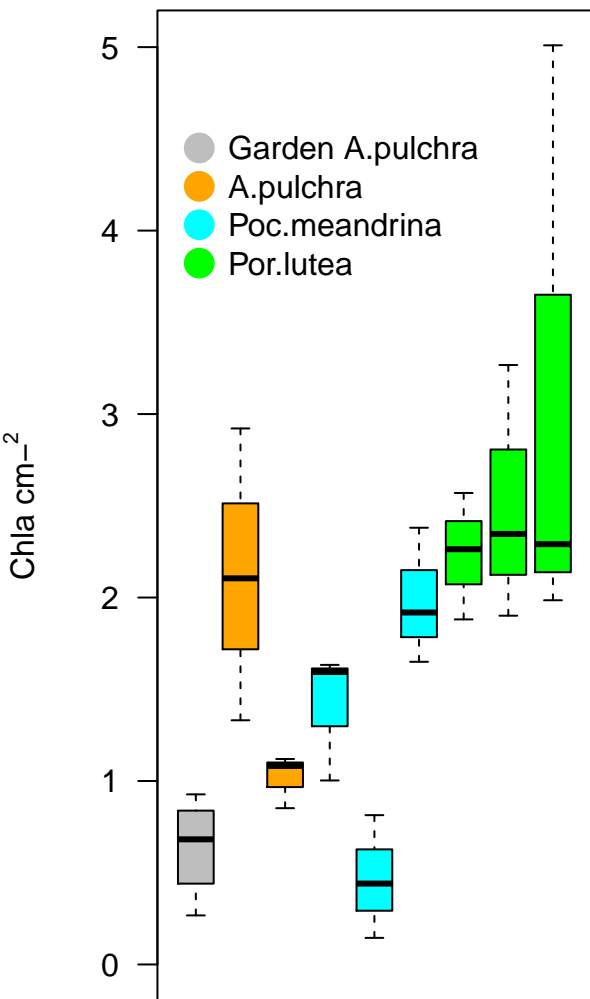 5
Garden A.pulchra
A.pulchra
Poc.meandrina
4
Por.lutea
3
Chla cm−2
2
1
0